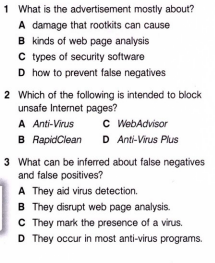 1 What is the advertisement mostly about?
A damage that rootkits can cause
B kinds of web page analysis
C types of security software
D how to prevent false negatives
2 Which of the following is intended to block
unsafe Internet pages?
A Anti-Virus C WebAdvisor
B RapidClean D Anti-Virus Plus
3 What can be inferred about false negatives
and false positives?
A They aid virus detection.
B They disrupt web page analysis.
C They mark the presence of a virus.
D They occur in most anti-virus programs.